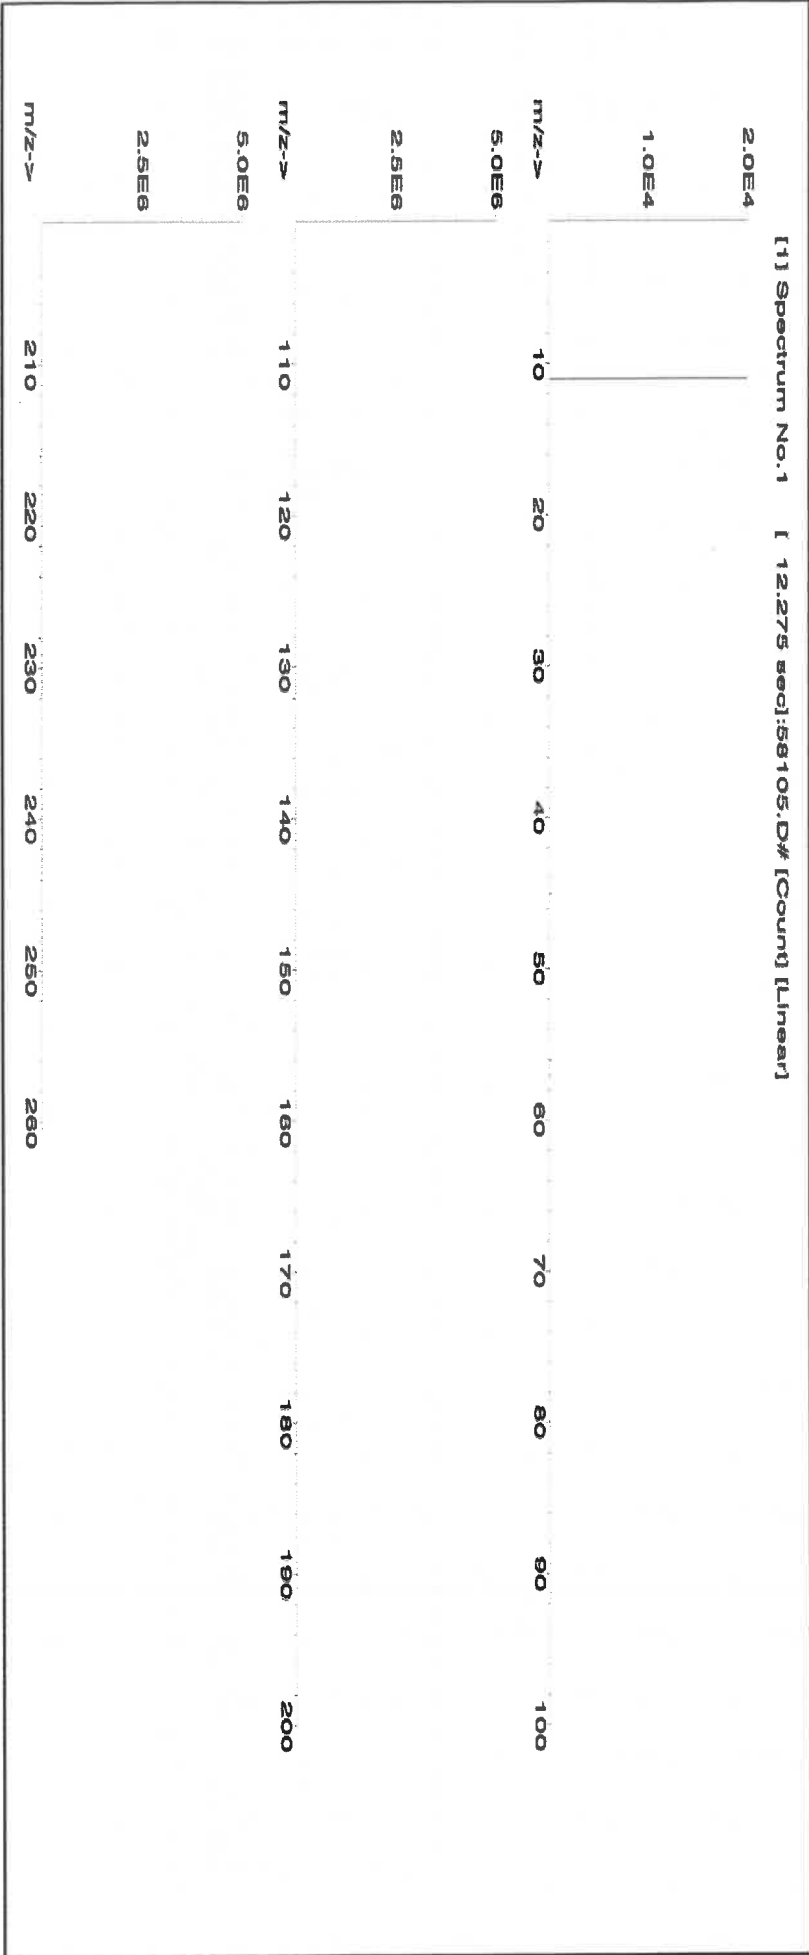 [1] Spectrum No.1 [ 12.275 sec]:58105.D# [Count] [Linear]
2.0E4
1.0E4
m/z-> 10 20 30 40 50 60 70 80 90 100
5.0E6
2.5E6
m/z-> 110 120 130 140 150 160 170 180 190 200
5.0E6
2.5E6
m/z-> 210 220 230 240 250 260